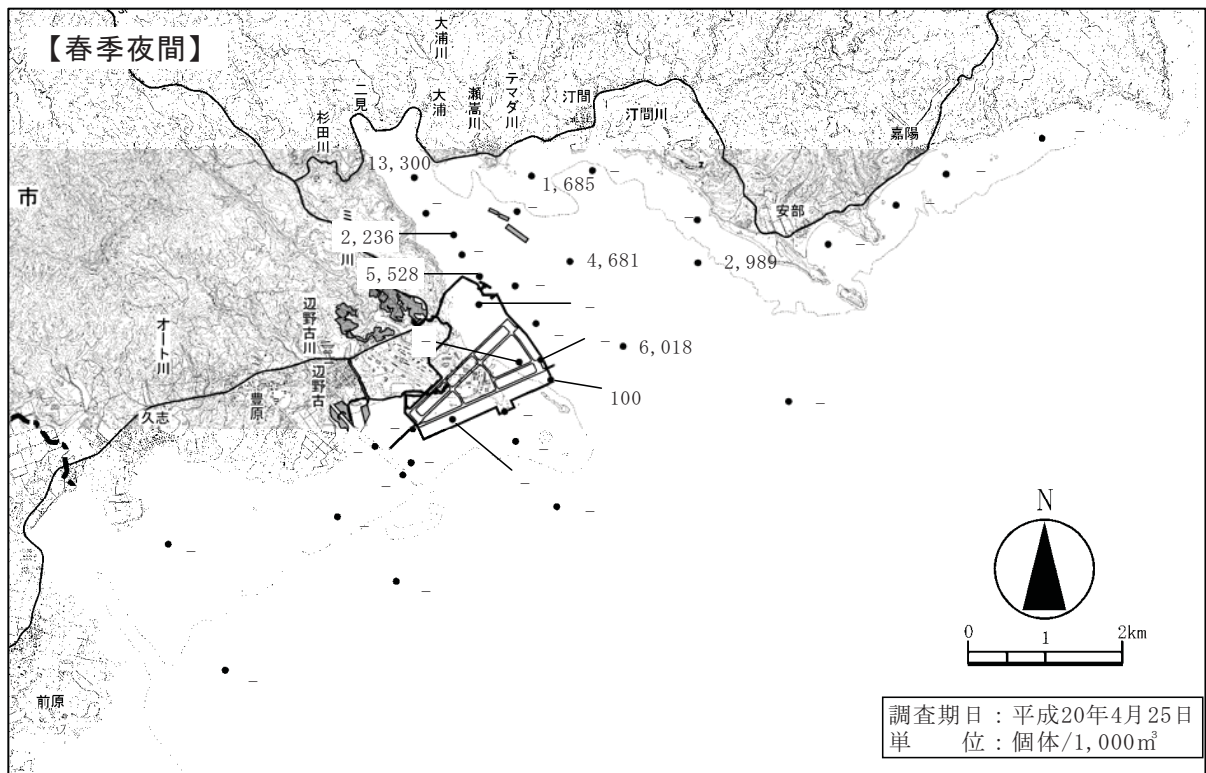 【春季夜間】
大浦川
二見
大浦
瀬嵩川
テマダ川
汀間
汀間川
杉田川
嘉陽
13,300
－
1,685
－
－
市
－
－
安部
－
2,236
川
－
4,681
2,989
－
5,528
－
－
辺野古川
－
－
－
6,018
オート川
辺野古
豊原
久志
100
－
－
－
－
－
－
－
－
－
－
－
－
－
N
0 1 2km
前原
調査期日：平成20年4月25日
単　　位：個体/1,000㎥